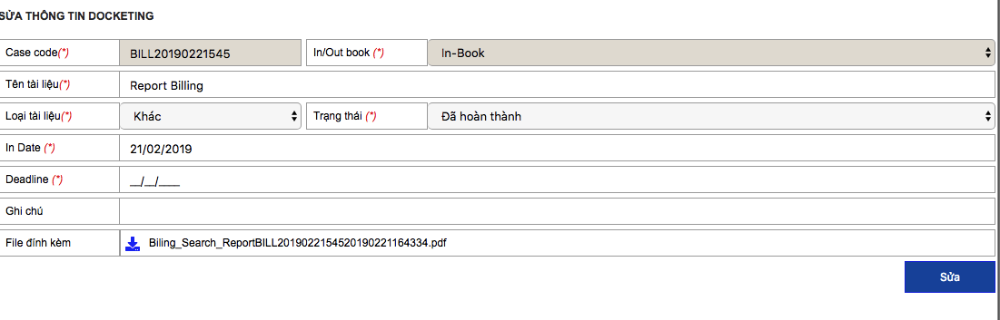 SỬA THÔNG TIN DOCKETING
Case code(*) BILL20190221545 In/Out book (*) In-Book
Tên tài liệu(*) Report Billing
Loại tài liệu(*) Khác Trạng thái (*) Đã hoàn thành
In Date (*) 21/02/2019
Deadline (*) __/__/____
Ghi chú
File đính kèm Biling_Search_ReportBILL2019022154520190221164334.pdf
Sửa